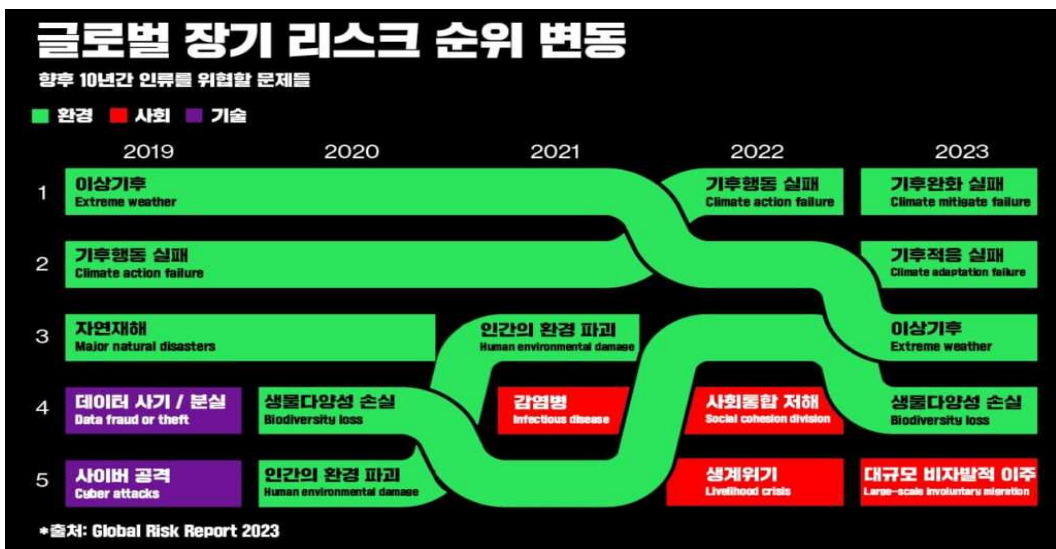 글로벌 장기 리스크 순위 변동
향후 10년간 인류를 위협할 문제들
환경 사회 기술
2019 2020 2021 2022 2023
1
이상기후
Extreme weather
기후행동 실패
Climate action failure
기후완화 실패
Climate mitigate failure
2
기후행동 실패
Climate action failure
기후적응 실패
Climate adaptation failure
3
자연재해
Major natural disasters
인간의 환경 파괴
Human environmental damage
이상기후
Extreme weather
4
데이터 사기 / 분실
Data fraud or theft
생물다양성 손실
Biodiversity loss
감염병
Infectious disease
사회통합 저해
Social cohesion division
생물다양성 손실
Biodiversity loss
5
사이버 공격
Cyber attacks
인간의 환경 파괴
Human environmental damage
생계위기
Livelihood crisis
대규모 비자발적 이주
Large-scale involuntary migration
*출처: Global Risk Report 2023